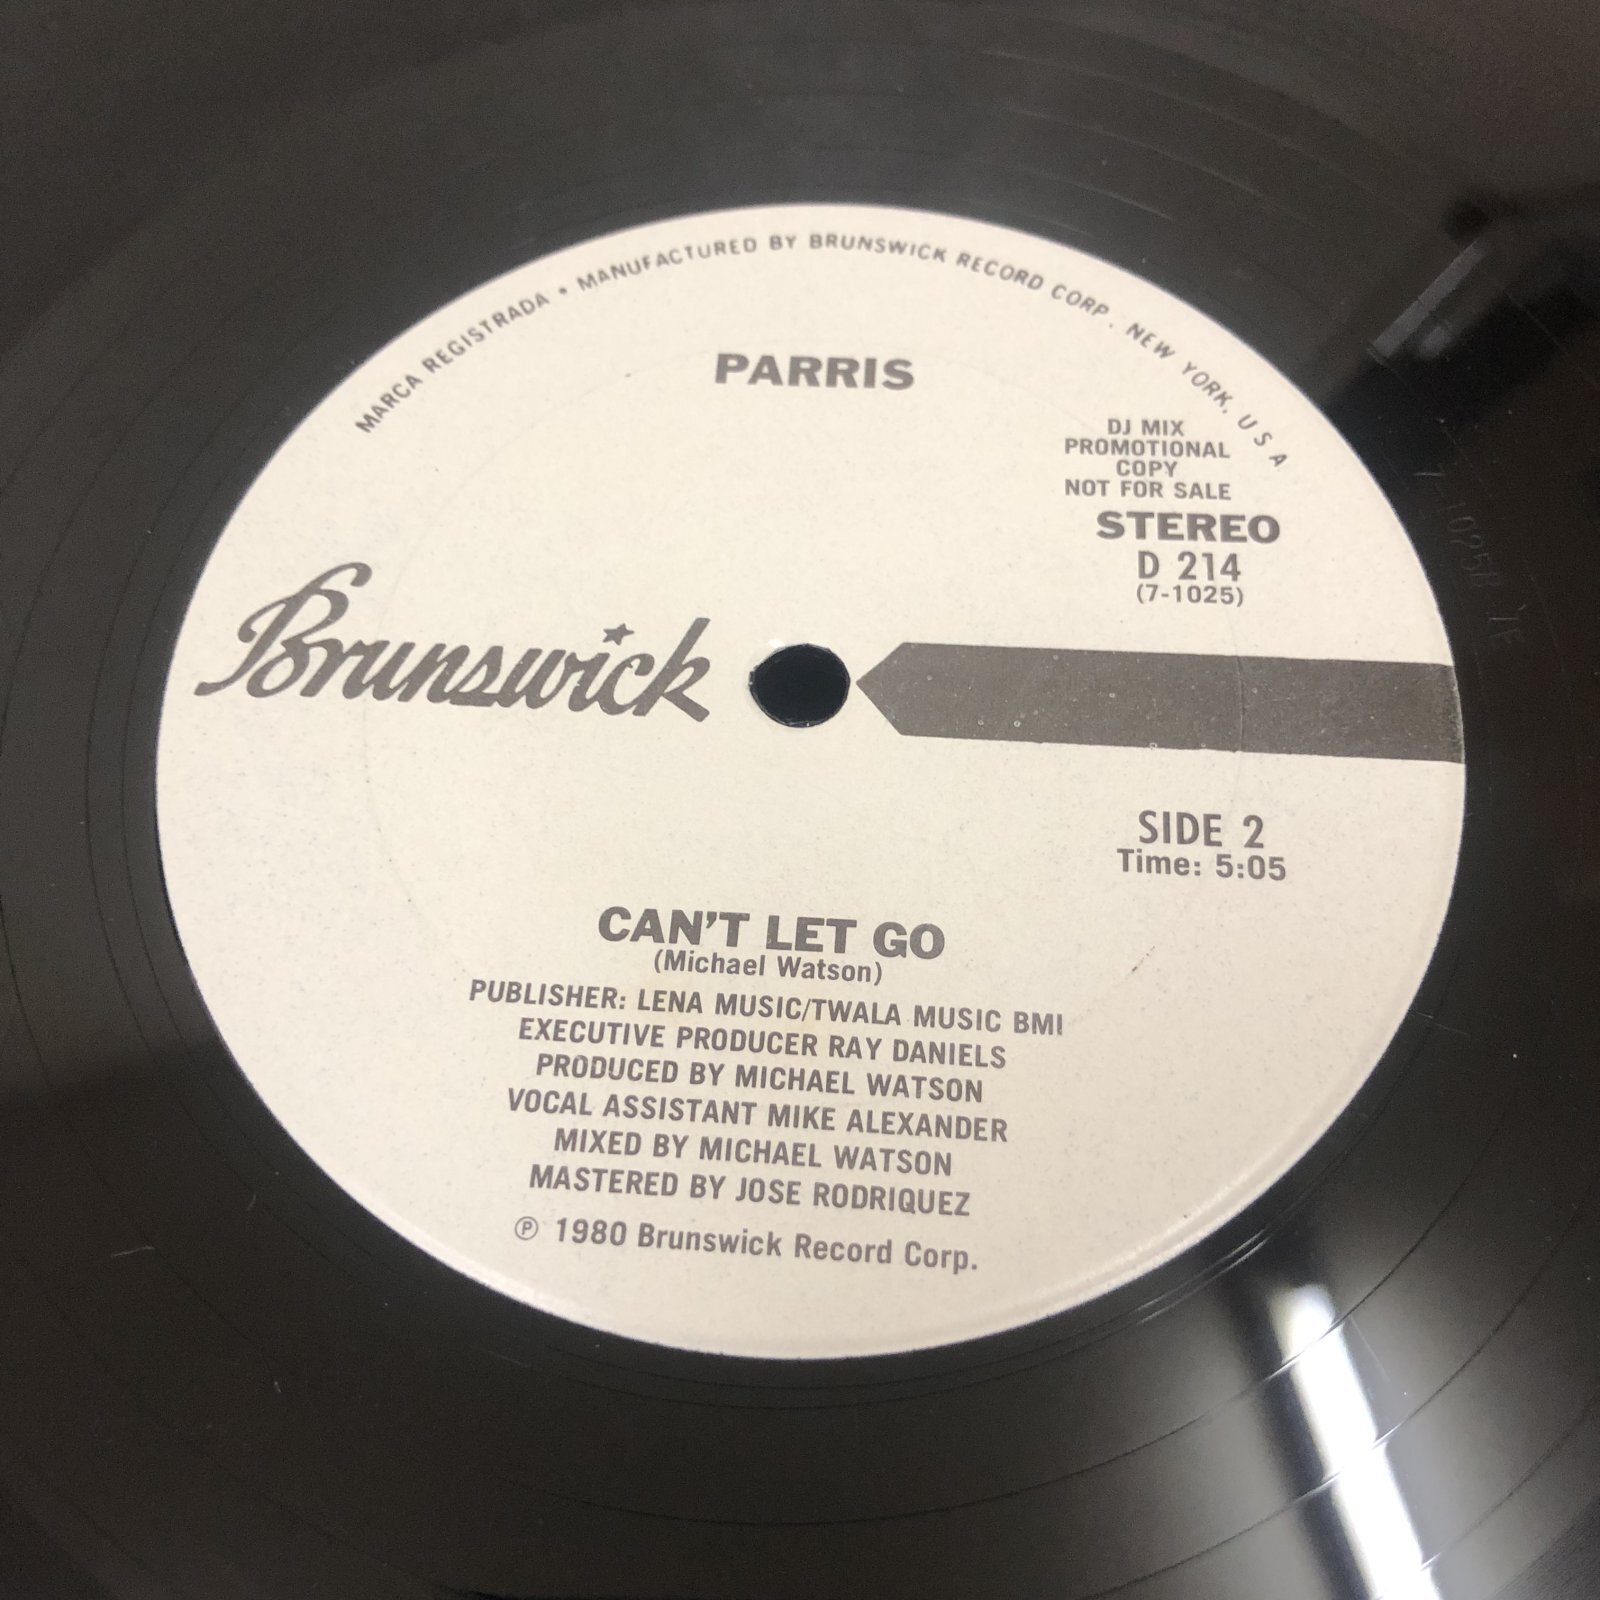 MARCA REGISTRADA • MANUFACTURED BY BRUNSWICK RECORD CORP. NEW YORK, U S A
PARRIS
DJ MIX
PROMOTIONAL
COPY
NOT FOR SALE
STEREO
D 214
(7-1025)
Brunswick
SIDE 2
Time: 5:05
CAN'T LET GO
(Michael Watson)
PUBLISHER: LENA MUSIC/TWALA MUSIC BMI
EXECUTIVE PRODUCER RAY DANIELS
PRODUCED BY MICHAEL WATSON
VOCAL ASSISTANT MIKE ALEXANDER
MIXED BY MICHAEL WATSON
MASTERED BY JOSE RODRIQUEZ
℗ 1980 Brunswick Record Corp.